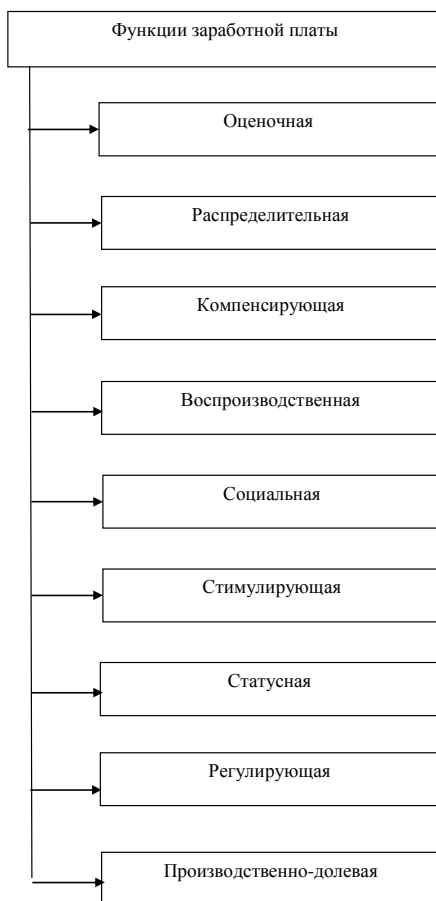 Функции заработной платы
Оценочная
Распределительная
Компенсирующая
Воспроизводственная
Социальная
Стимулирующая
Статусная
Регулирующая
Производственно-долевая